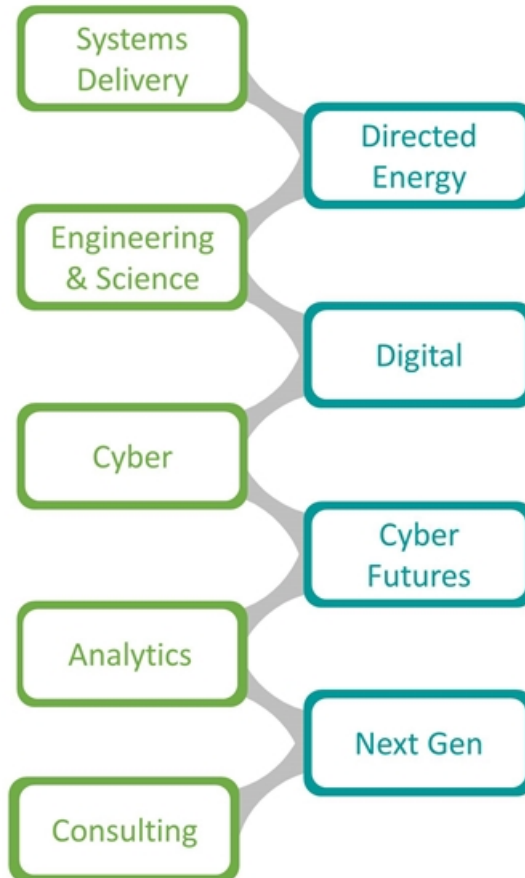 Systems
Delivery
Directed
Energy
Engineering
& Science
Digital
Cyber
Cyber
Futures
Analytics
Next Gen
Consulting